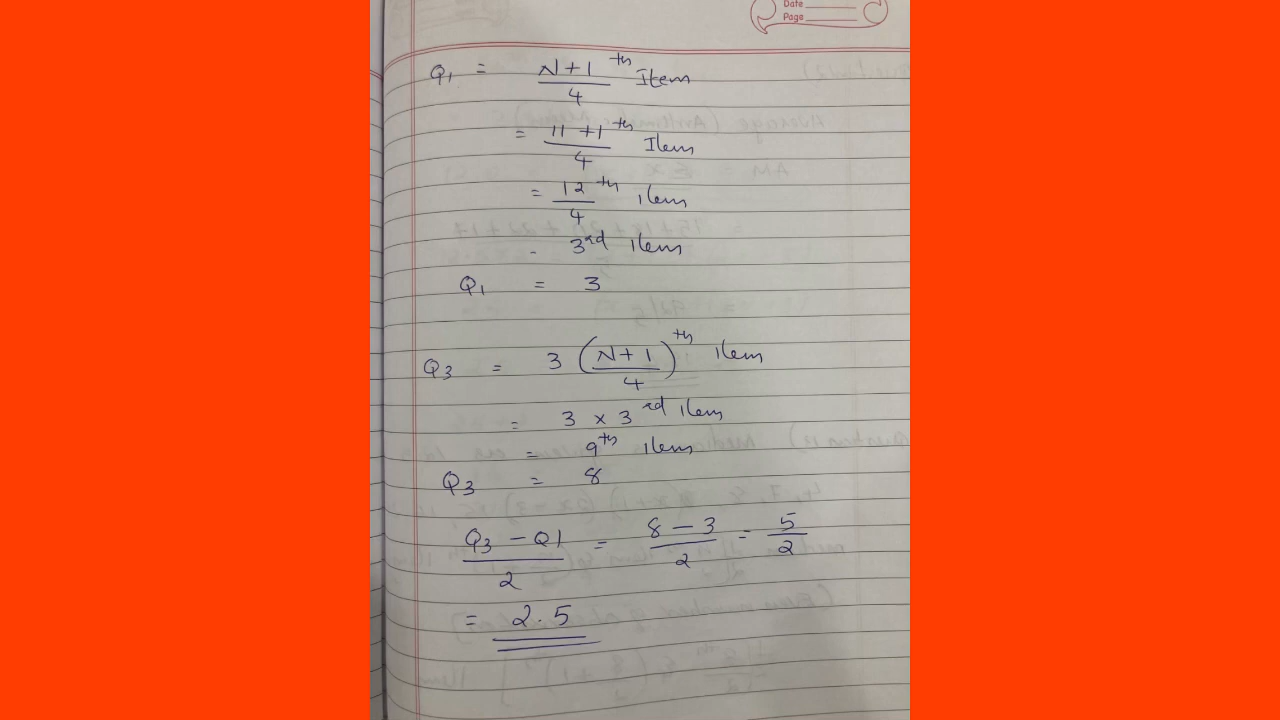 Date
Page
Q1 = N+1/4 th Item
= 11+1/4 th Item
= 12/4 th item
= 3rd item
Q1 = 3
Q3 = 3 (N+1/4)th item
= 3 × 3rd item
= 9th item
Q3 = 8
Q3 - Q1/2 = 8 - 3/2 = 5/2
= 2.5